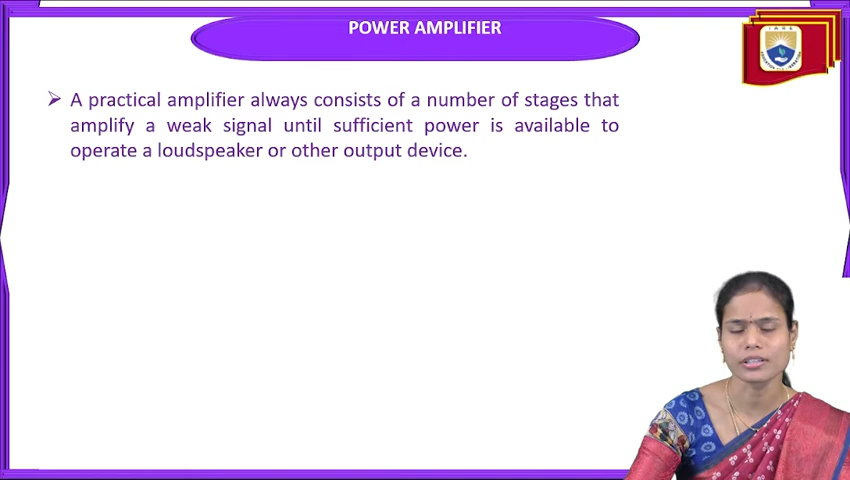 POWER AMPLIFIER
I A R E
➢ A practical amplifier always consists of a number of stages that
amplify a weak signal until sufficient power is available to
operate a loudspeaker or other output device.